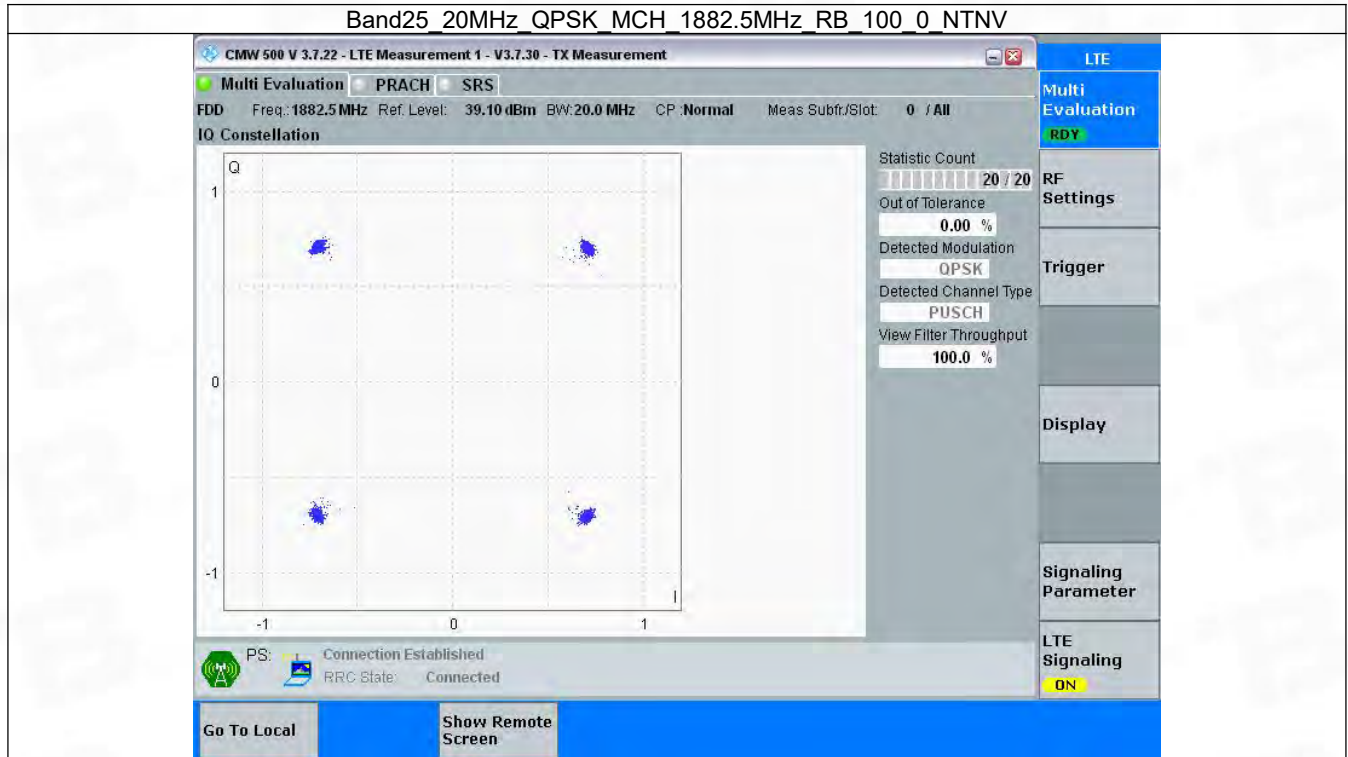 Band25_20MHz_QPSK_MCH_1882.5MHz_RB_100_0_NTNV
CMW 500 V 3.7.22 - LTE Measurement 1 - V3.7.30 - TX Measurement
LTE
Multi Evaluation PRACH SRS
FDD Freq.: 1882.5 MHz Ref. Level: 39.10 dBm BW: 20.0 MHz CP :Normal Meas Subfr./Slot: 0 / All
IQ Constellation
Q
1
0
-1
I
-1 0 1
Statistic Count
20 / 20
Out of Tolerance
0.00 %
Detected Modulation
QPSK
Detected Channel Type
PUSCH
View Filter Throughput
100.0 %
Multi
Evaluation
RDY
RF
Settings
Trigger
Display
Signaling
Parameter
LTE
Signaling
ON
PS: Connection Established
RRC State: Connected
Go To Local
Show Remote
Screen